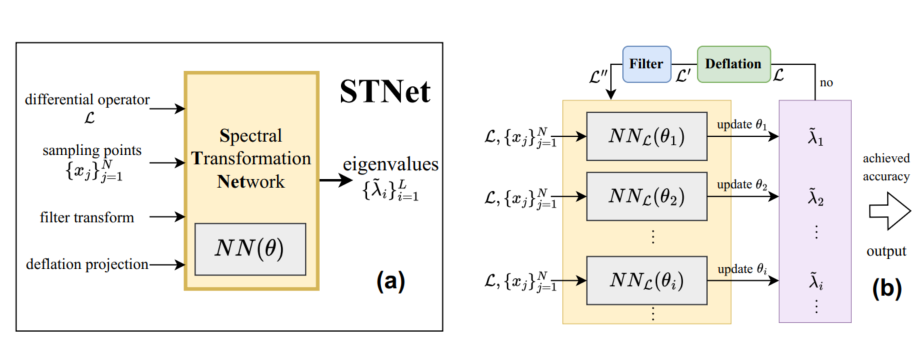 STNet
differential operator
ℒ
sampling points
{x_j}_{j=1}^N
filter transform
deflation projection
Spectral
Transformation
Network
NN(θ)
eigenvalues
{λ̃_i}_{i=1}^L
(a)
Filter
Deflation
ℒ''
ℒ'
ℒ
no
ℒ, {x_j}_{j=1}^N
NN_ℒ(θ_1)
update θ_1
λ̃_1
ℒ, {x_j}_{j=1}^N
NN_ℒ(θ_2)
update θ_2
λ̃_2
⋮
⋮
ℒ, {x_j}_{j=1}^N
NN_ℒ(θ_i)
update θ_i
λ̃_i
⋮
⋮
achieved
accuracy
output
(b)